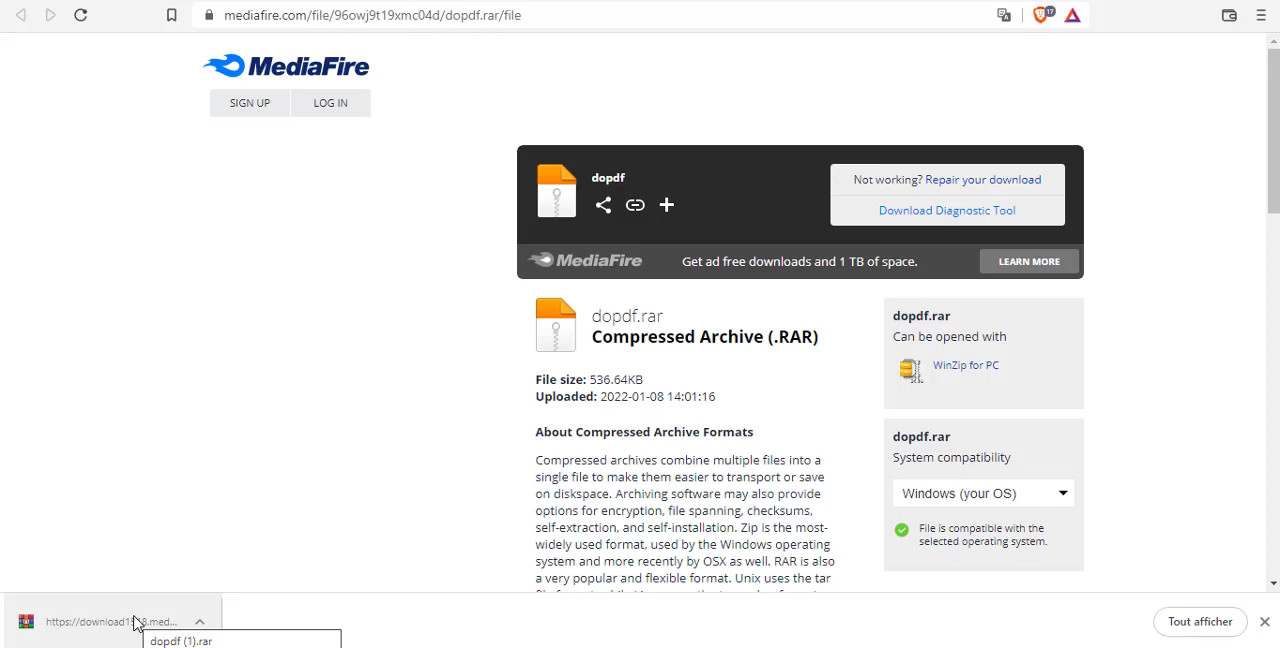 mediafire.com/file/96owj9t19xmc04d/dopdf.rar/file
17
MediaFire
SIGN UP
LOG IN
dopdf
Not working? Repair your download
Download Diagnostic Tool
MediaFire
Get ad free downloads and 1 TB of space.
LEARN MORE
dopdf.rar
Compressed Archive (.RAR)
File size: 536.64KB
Uploaded: 2022-01-08 14:01:16
About Compressed Archive Formats
Compressed archives combine multiple files into a
single file to make them easier to transport or save
on diskspace. Archiving software may also provide
options for encryption, file spanning, checksums,
self-extraction, and self-installation. Zip is the most-
widely used format, used by the Windows operating
system and more recently by OSX as well. RAR is also
a very popular and flexible format. Unix uses the tar
dopdf.rar
Can be opened with
WinZip for PC
dopdf.rar
System compatibility
Windows (your OS)
File is compatible with the
selected operating system.
dopdf (1).rar
Tout afficher